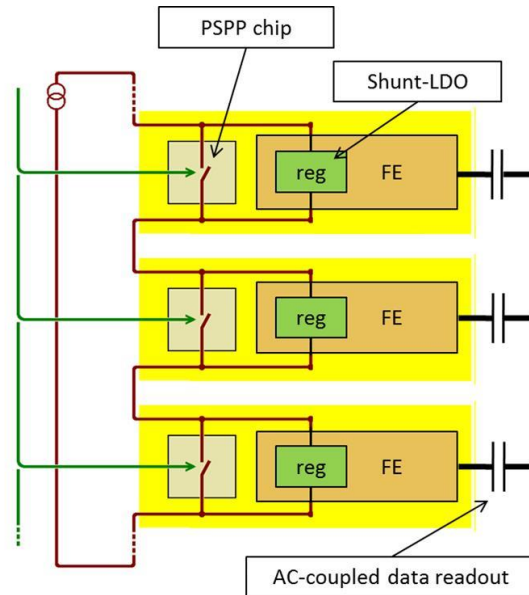 PSPP chip
Shunt-LDO
reg FE
reg FE
reg FE
AC-coupled data readout